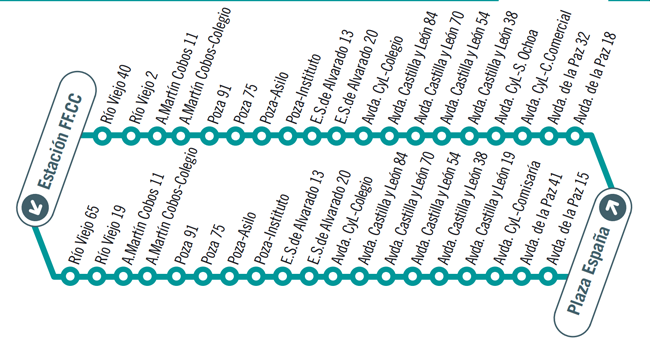 Estación FF.CC
Río Viejo 40
Río Viejo 2
A.Martín Cobos 11
A.Martín Cobos-Colegio
Poza 91
Poza 75
Poza-Asilo
Poza-Instituto
E.S.de Alvarado 13
E.S.de Alvarado 20
Avda. CyL-Colegio
Avda. Castilla y León 84
Avda. Castilla y León 70
Avda. Castilla y León 54
Avda. Castilla y León 38
Avda. CyL-S. Ochoa
Avda. CyL-C.Comercial
Avda. de la Paz 32
Avda. de la Paz 18
Río Viejo 65
Río Viejo 19
A.Martín Cobos 11
A.Martín Cobos-Colegio
Poza 91
Poza 75
Poza-Asilo
Poza-Instituto
E.S.de Alvarado 13
E.S.de Alvarado 20
Avda. CyL-Colegio
Avda. Castilla y León 84
Avda. Castilla y León 70
Avda. Castilla y León 54
Avda. Castilla y León 38
Avda. Castilla y León 19
Avda. CyL-Comisaría
Avda. de la Paz 41
Avda. de la Paz 15
Plaza España